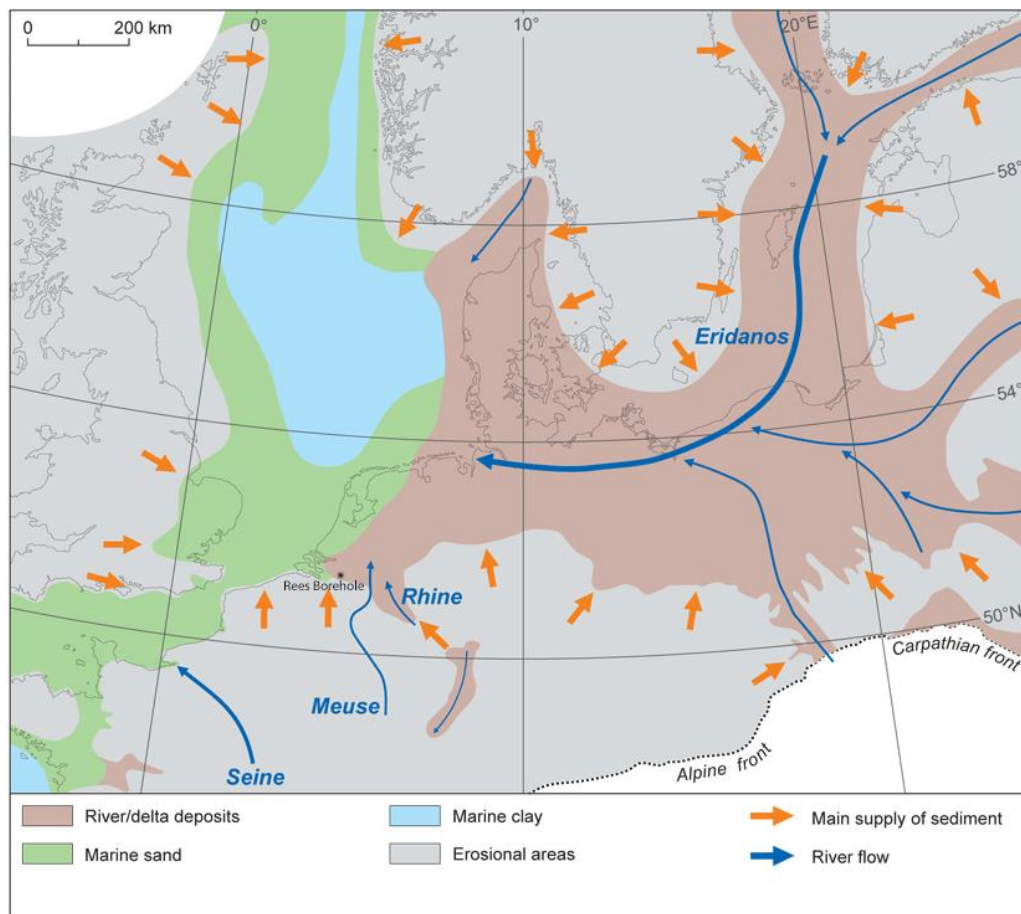 0 200 km
0°
10°
20°E
58°
Eridanos
54°
Rees Borehole
Rhine
50°N
Carpathian front
Meuse
Alpine front
Seine
River/delta deposits
Marine clay
Main supply of sediment
Marine sand
Erosional areas
River flow